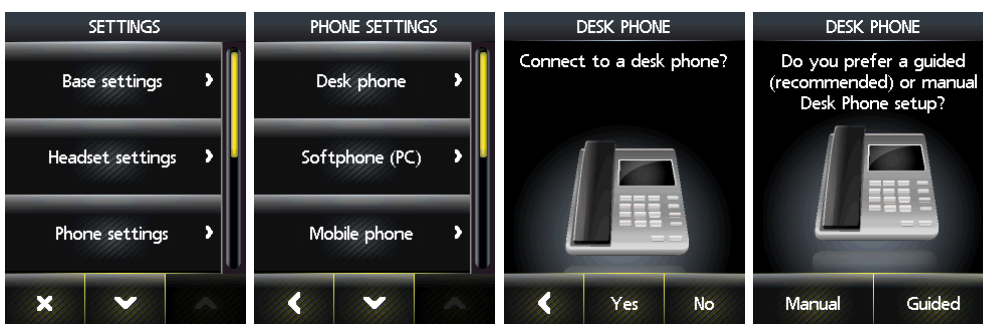 SETTINGS
Base settings
Headset settings
Phone settings
PHONE SETTINGS
Desk phone
Softphone (PC)
Mobile phone
DESK PHONE
Connect to a desk phone?
Yes No
DESK PHONE
Do you prefer a guided
(recommended) or manual
Desk Phone setup?
Manual Guided